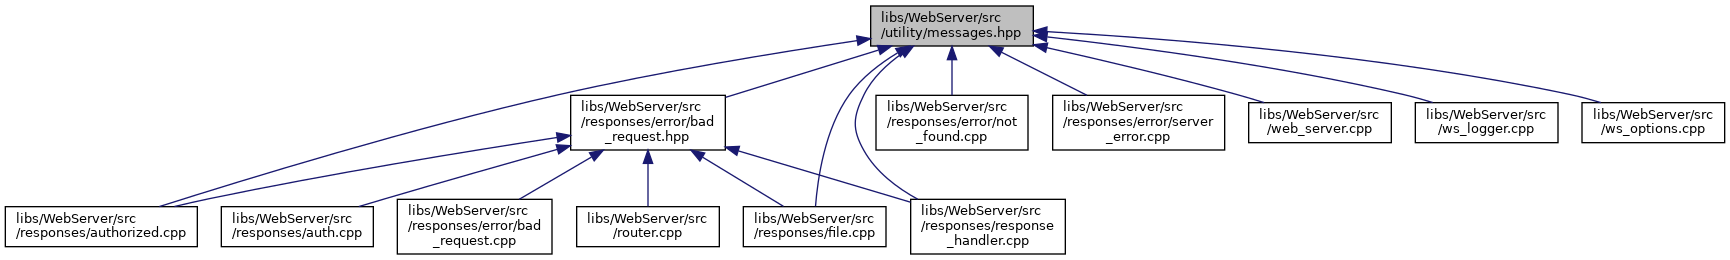 libs/WebServer/src
/utility/messages.hpp
libs/WebServer/src
/responses/error/bad
_request.hpp
libs/WebServer/src
/responses/error/not
_found.cpp
libs/WebServer/src
/responses/error/server
_error.cpp
libs/WebServer/src
/web_server.cpp
libs/WebServer/src
/ws_logger.cpp
libs/WebServer/src
/ws_options.cpp
libs/WebServer/src
/responses/authorized.cpp
libs/WebServer/src
/responses/auth.cpp
libs/WebServer/src
/responses/error/bad
_request.cpp
libs/WebServer/src
/router.cpp
libs/WebServer/src
/responses/file.cpp
libs/WebServer/src
/responses/response
_handler.cpp